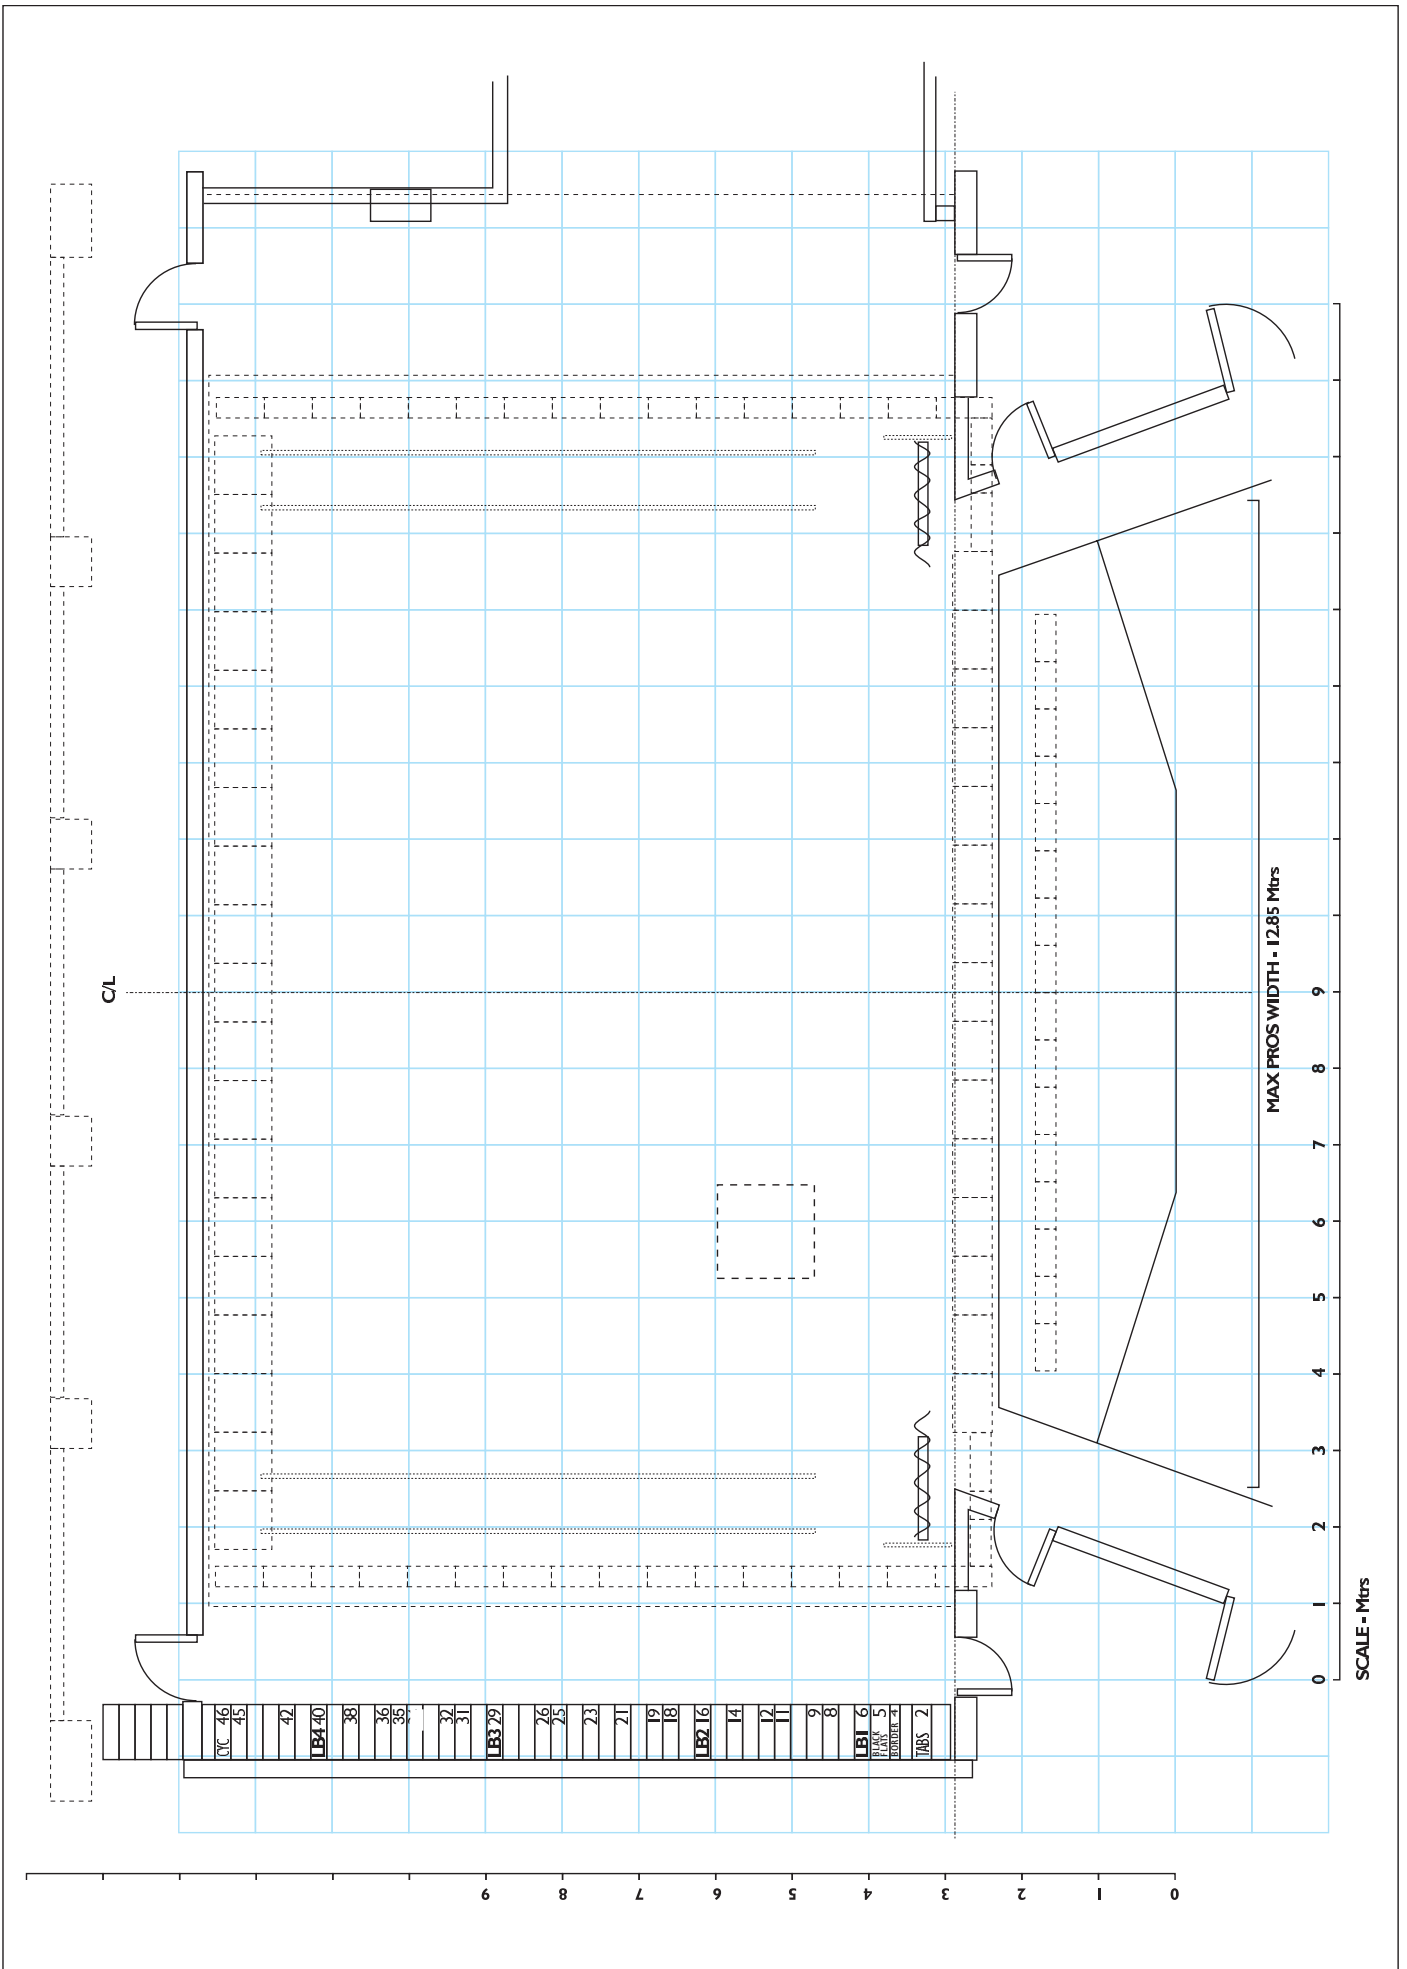 C/L
MAX PROS WIDTH - 12.85 Mtrs
SCALE - Mtrs
0 1 2 3 4 5 6 7 8 9
9 8 7 6 5 4 3 2 1 0
CYC 46
45
42
LB4 40
38
36
35
32
31
LB3 29
26
25
23
21
19
18
LB2 16
14
12
11
9
8
LB1 6
BLACK FLATS 5
BORDER 4
TABS 2